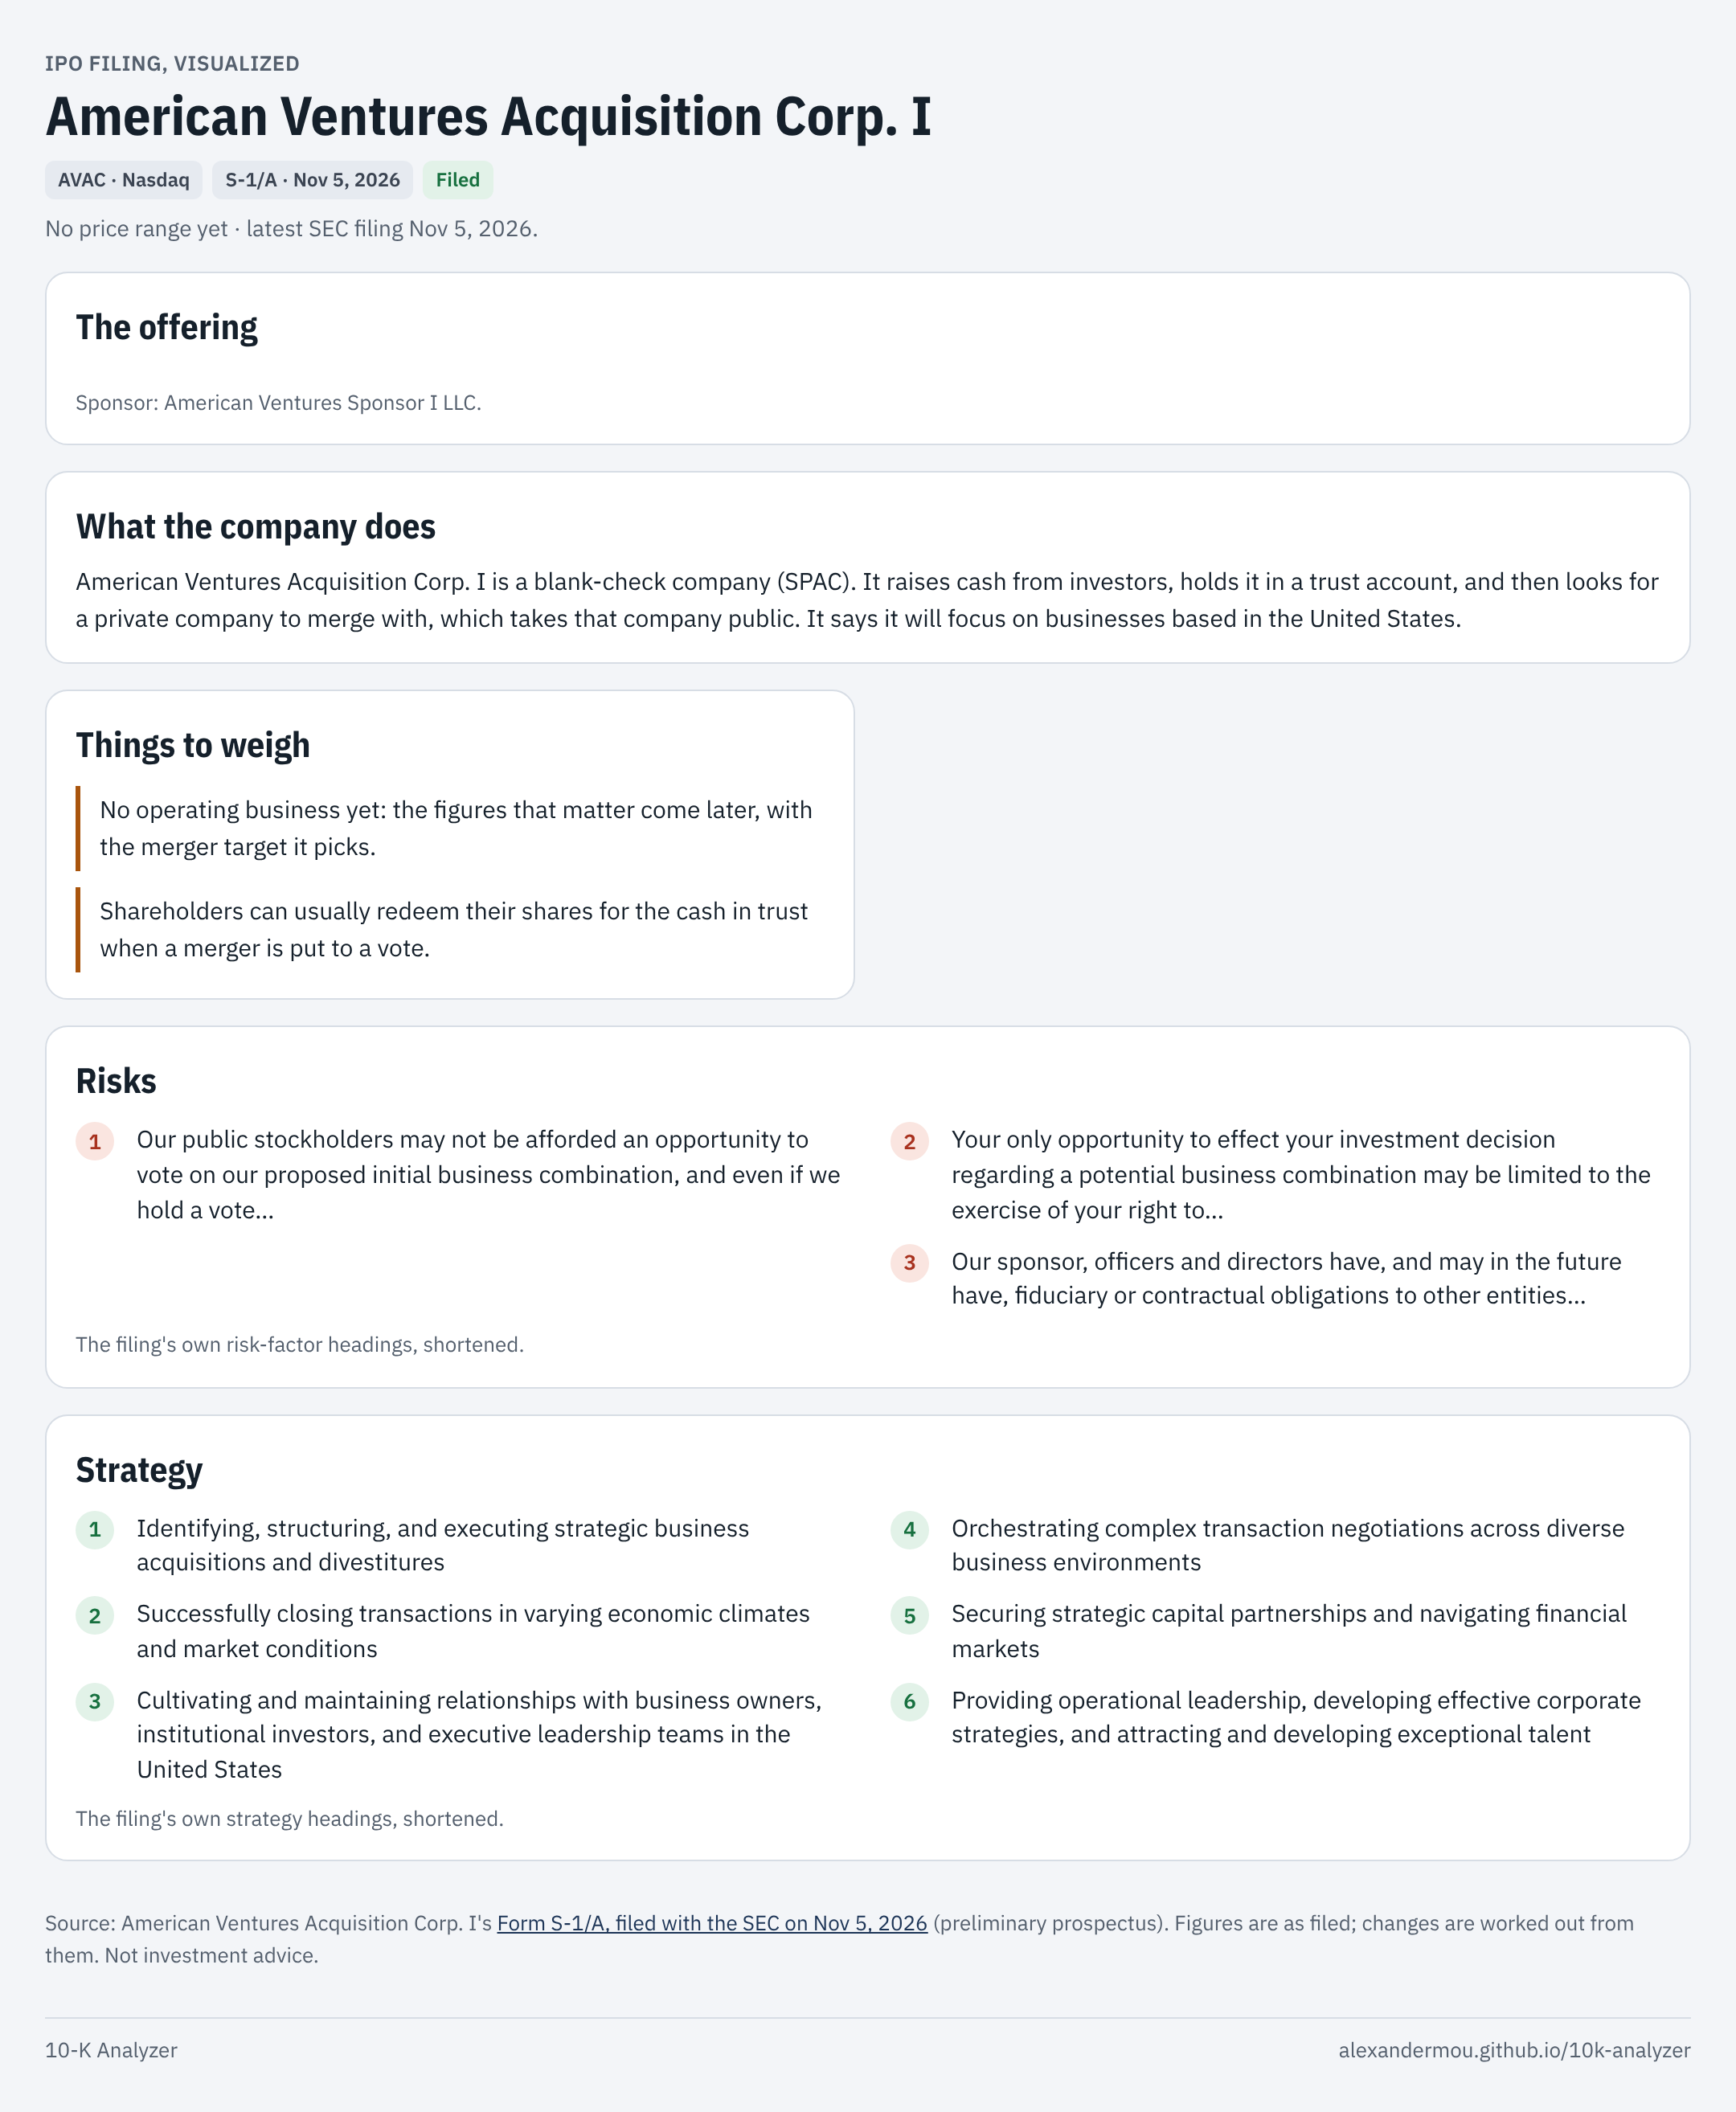 IPO FILING, VISUALIZED
American Ventures Acquisition Corp. I
AVAC · Nasdaq
S-1/A · Nov 5, 2026
Filed
No price range yet · latest SEC filing Nov 5, 2026.
The offering
Sponsor: American Ventures Sponsor I LLC.
What the company does
American Ventures Acquisition Corp. I is a blank-check company (SPAC). It raises cash from investors, holds it in a trust account, and then looks for
a private company to merge with, which takes that company public. It says it will focus on businesses based in the United States.
Things to weigh
No operating business yet: the figures that matter come later, with
the merger target it picks.
Shareholders can usually redeem their shares for the cash in trust
when a merger is put to a vote.
Risks
1 Our public stockholders may not be afforded an opportunity to
vote on our proposed initial business combination, and even if we
hold a vote…
2 Your only opportunity to effect your investment decision
regarding a potential business combination may be limited to the
exercise of your right to…
3 Our sponsor, officers and directors have, and may in the future
have, fiduciary or contractual obligations to other entities…
The filing's own risk-factor headings, shortened.
Strategy
1 Identifying, structuring, and executing strategic business
acquisitions and divestitures
2 Successfully closing transactions in varying economic climates
and market conditions
3 Cultivating and maintaining relationships with business owners,
institutional investors, and executive leadership teams in the
United States
4 Orchestrating complex transaction negotiations across diverse
business environments
5 Securing strategic capital partnerships and navigating financial
markets
6 Providing operational leadership, developing effective corporate
strategies, and attracting and developing exceptional talent
The filing's own strategy headings, shortened.
Source: American Ventures Acquisition Corp. I's Form S-1/A, filed with the SEC on Nov 5, 2026 (preliminary prospectus). Figures are as filed; changes are worked out from
them. Not investment advice.
10-K Analyzer
alexandermou.github.io/10k-analyzer